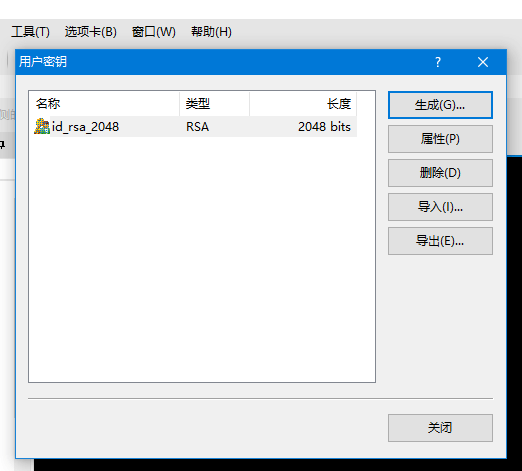 工具(T) 选项卡(B) 窗口(W) 帮助(H)
用户密钥 ?
名称 类型 长度
id_rsa_2048 RSA 2048 bits
生成(G)...
属性(P)
删除(D)
导入(I)...
导出(E)...
关闭